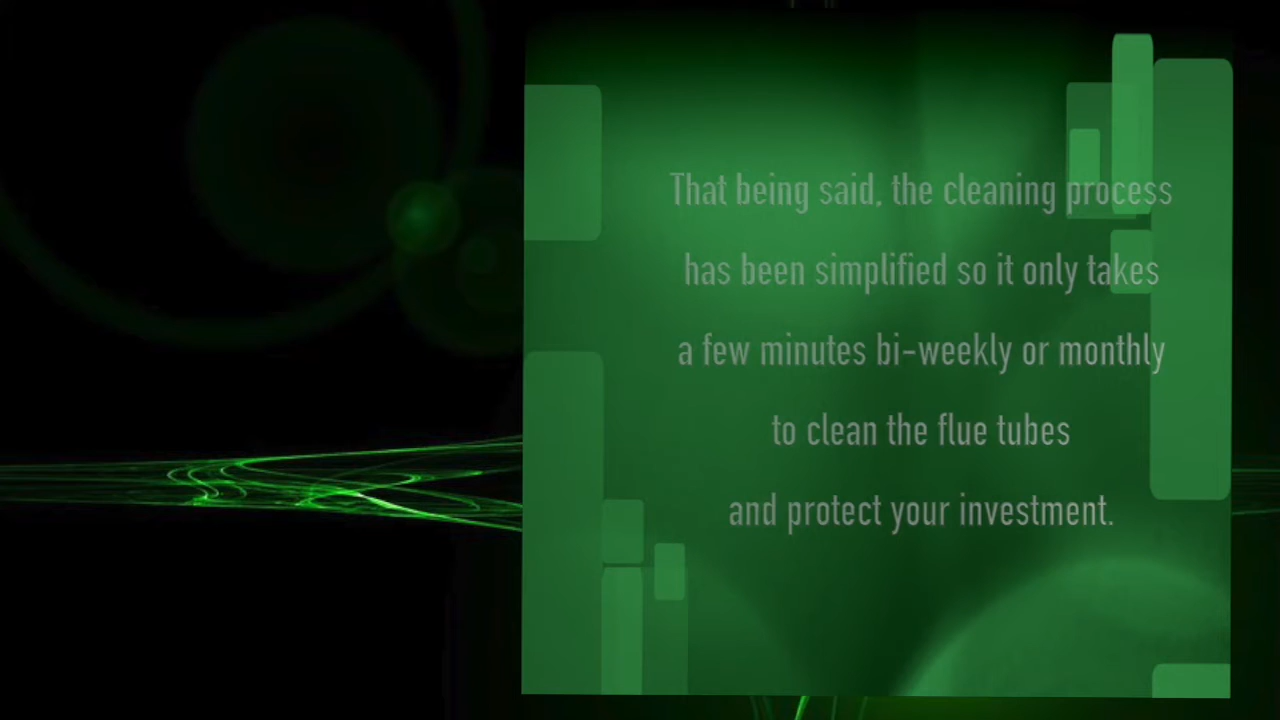 That being said, the cleaning process
has been simplified so it only takes
a few minutes bi-weekly or monthly
to clean the flue tubes
and protect your investment.